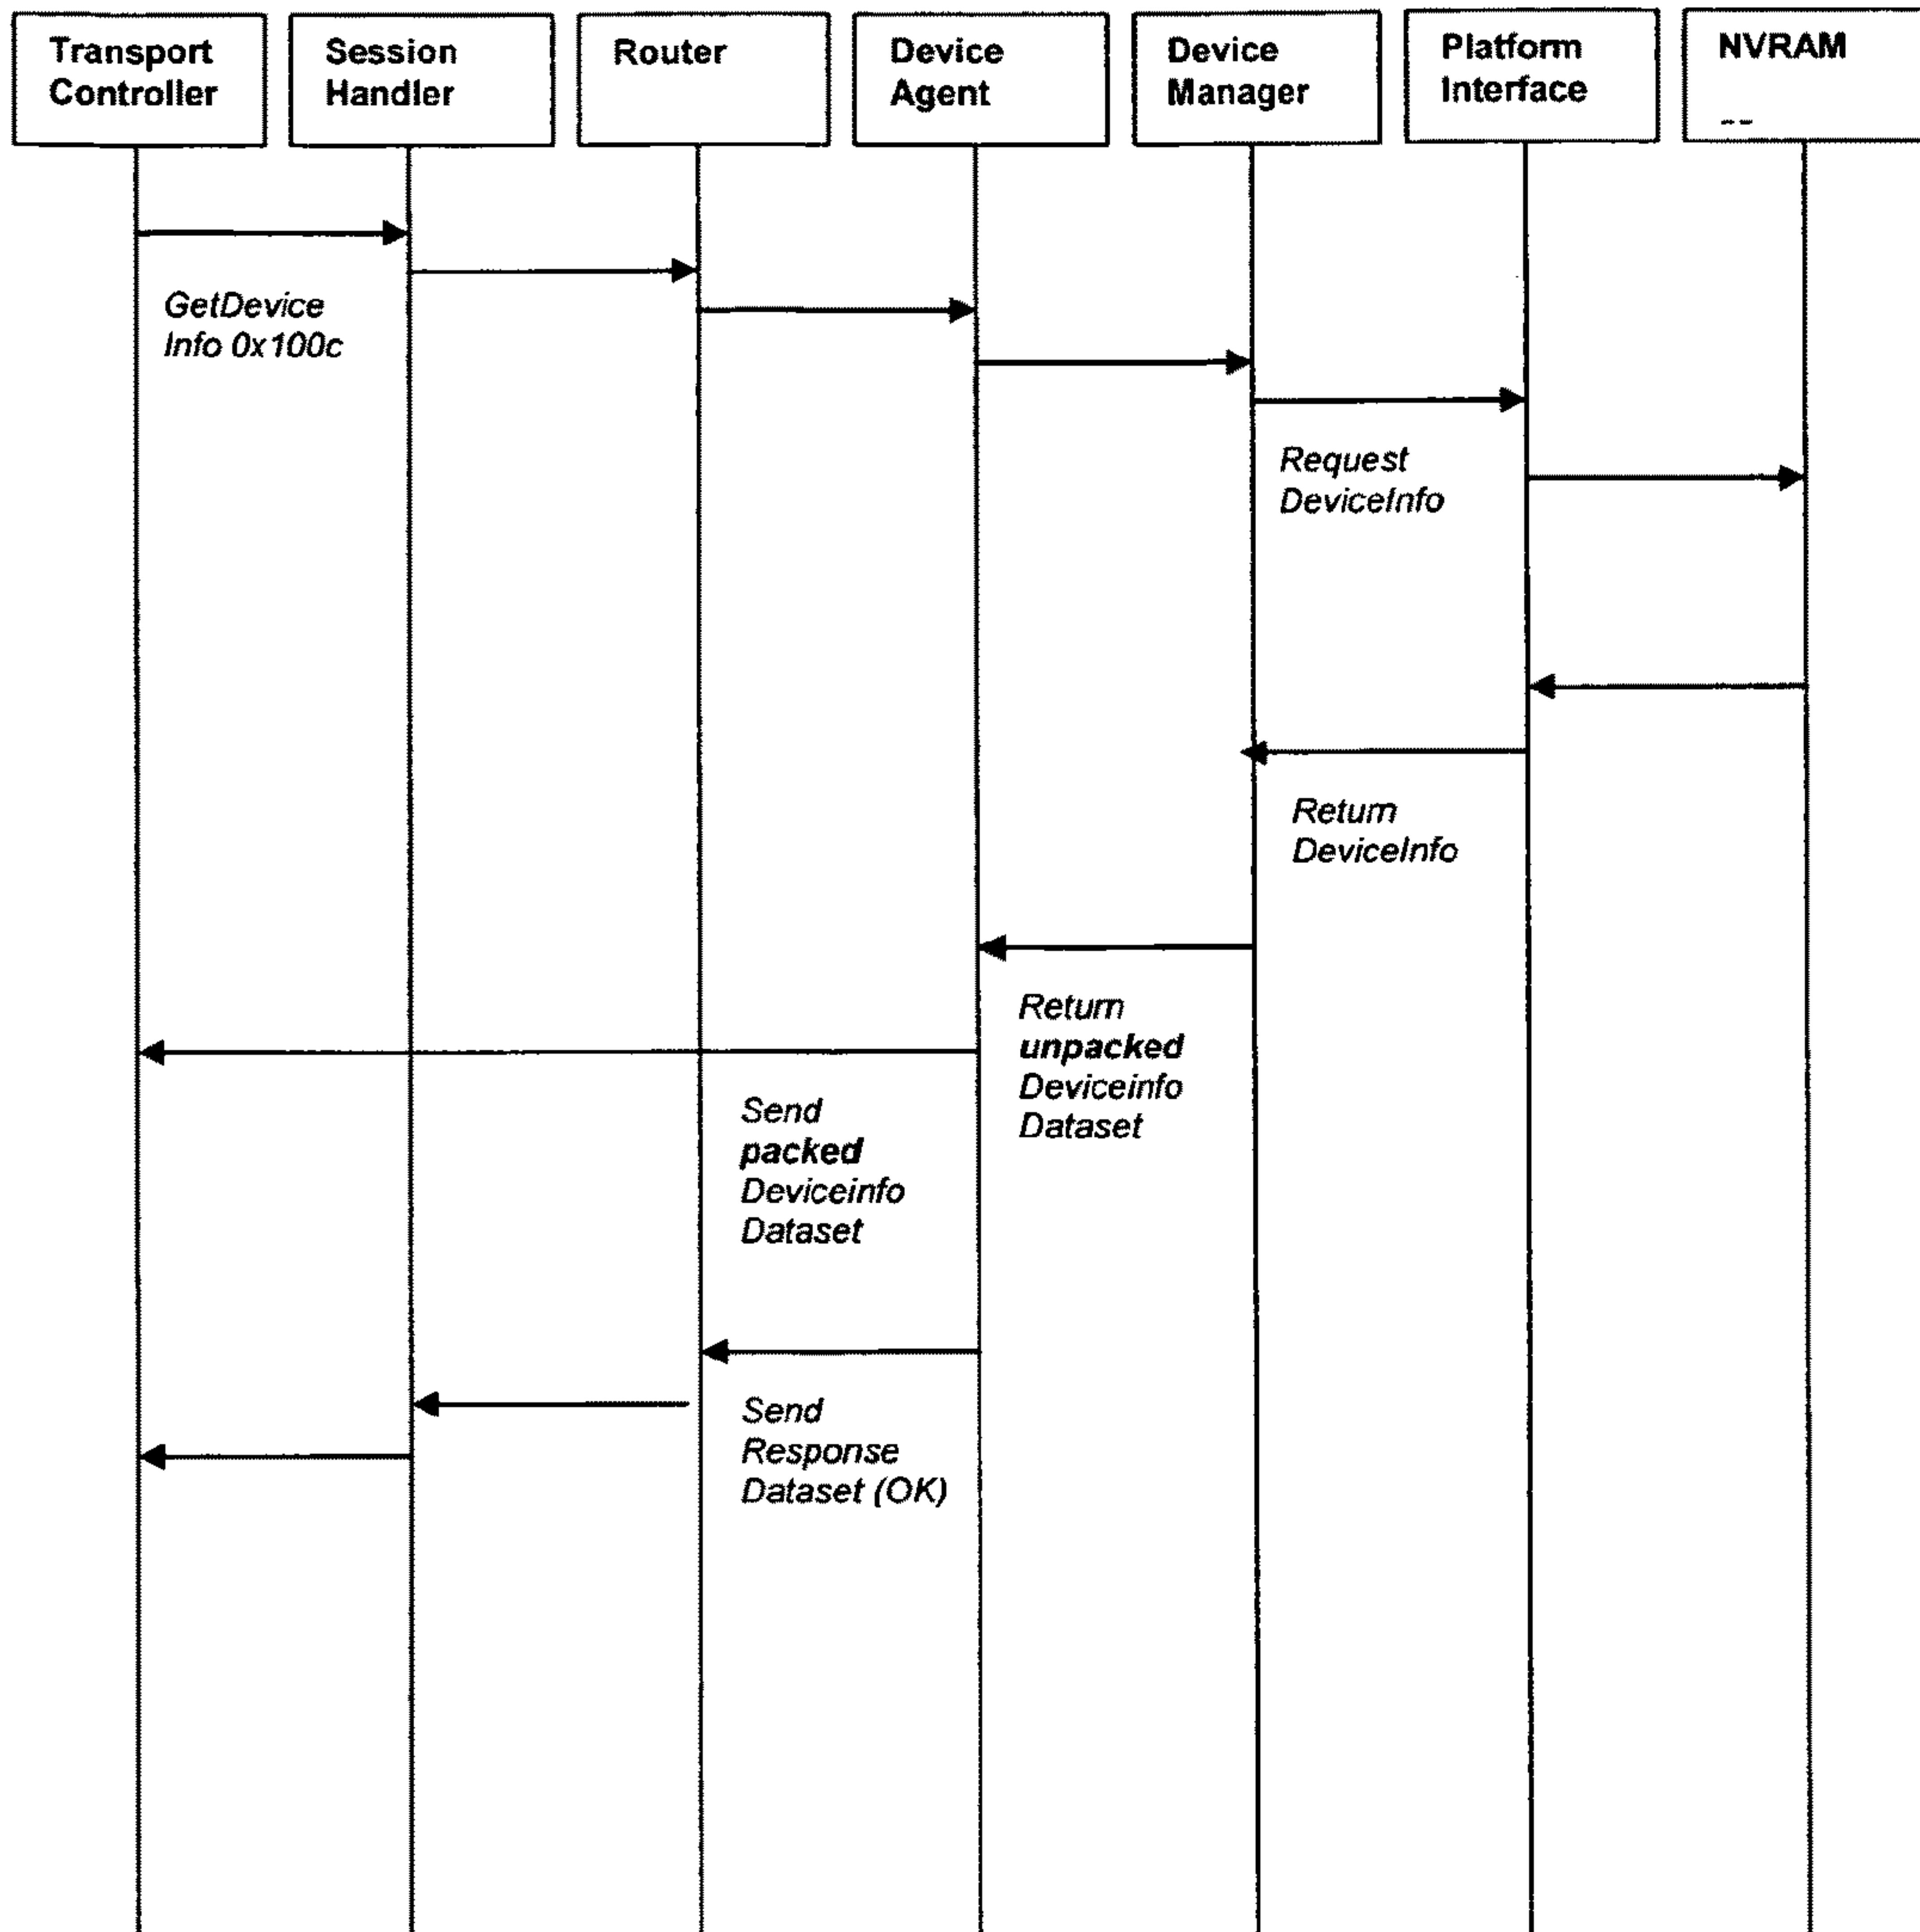 Transport
Controller
Session
Handler
Router
Device
Agent
Device
Manager
Platform
Interface
NVRAM
--
GetDevice
Info 0x100c
Request
DeviceInfo
Return
DeviceInfo
Return
unpacked
Deviceinfo
Dataset
Send
packed
Deviceinfo
Dataset
Send
Response
Dataset (OK)